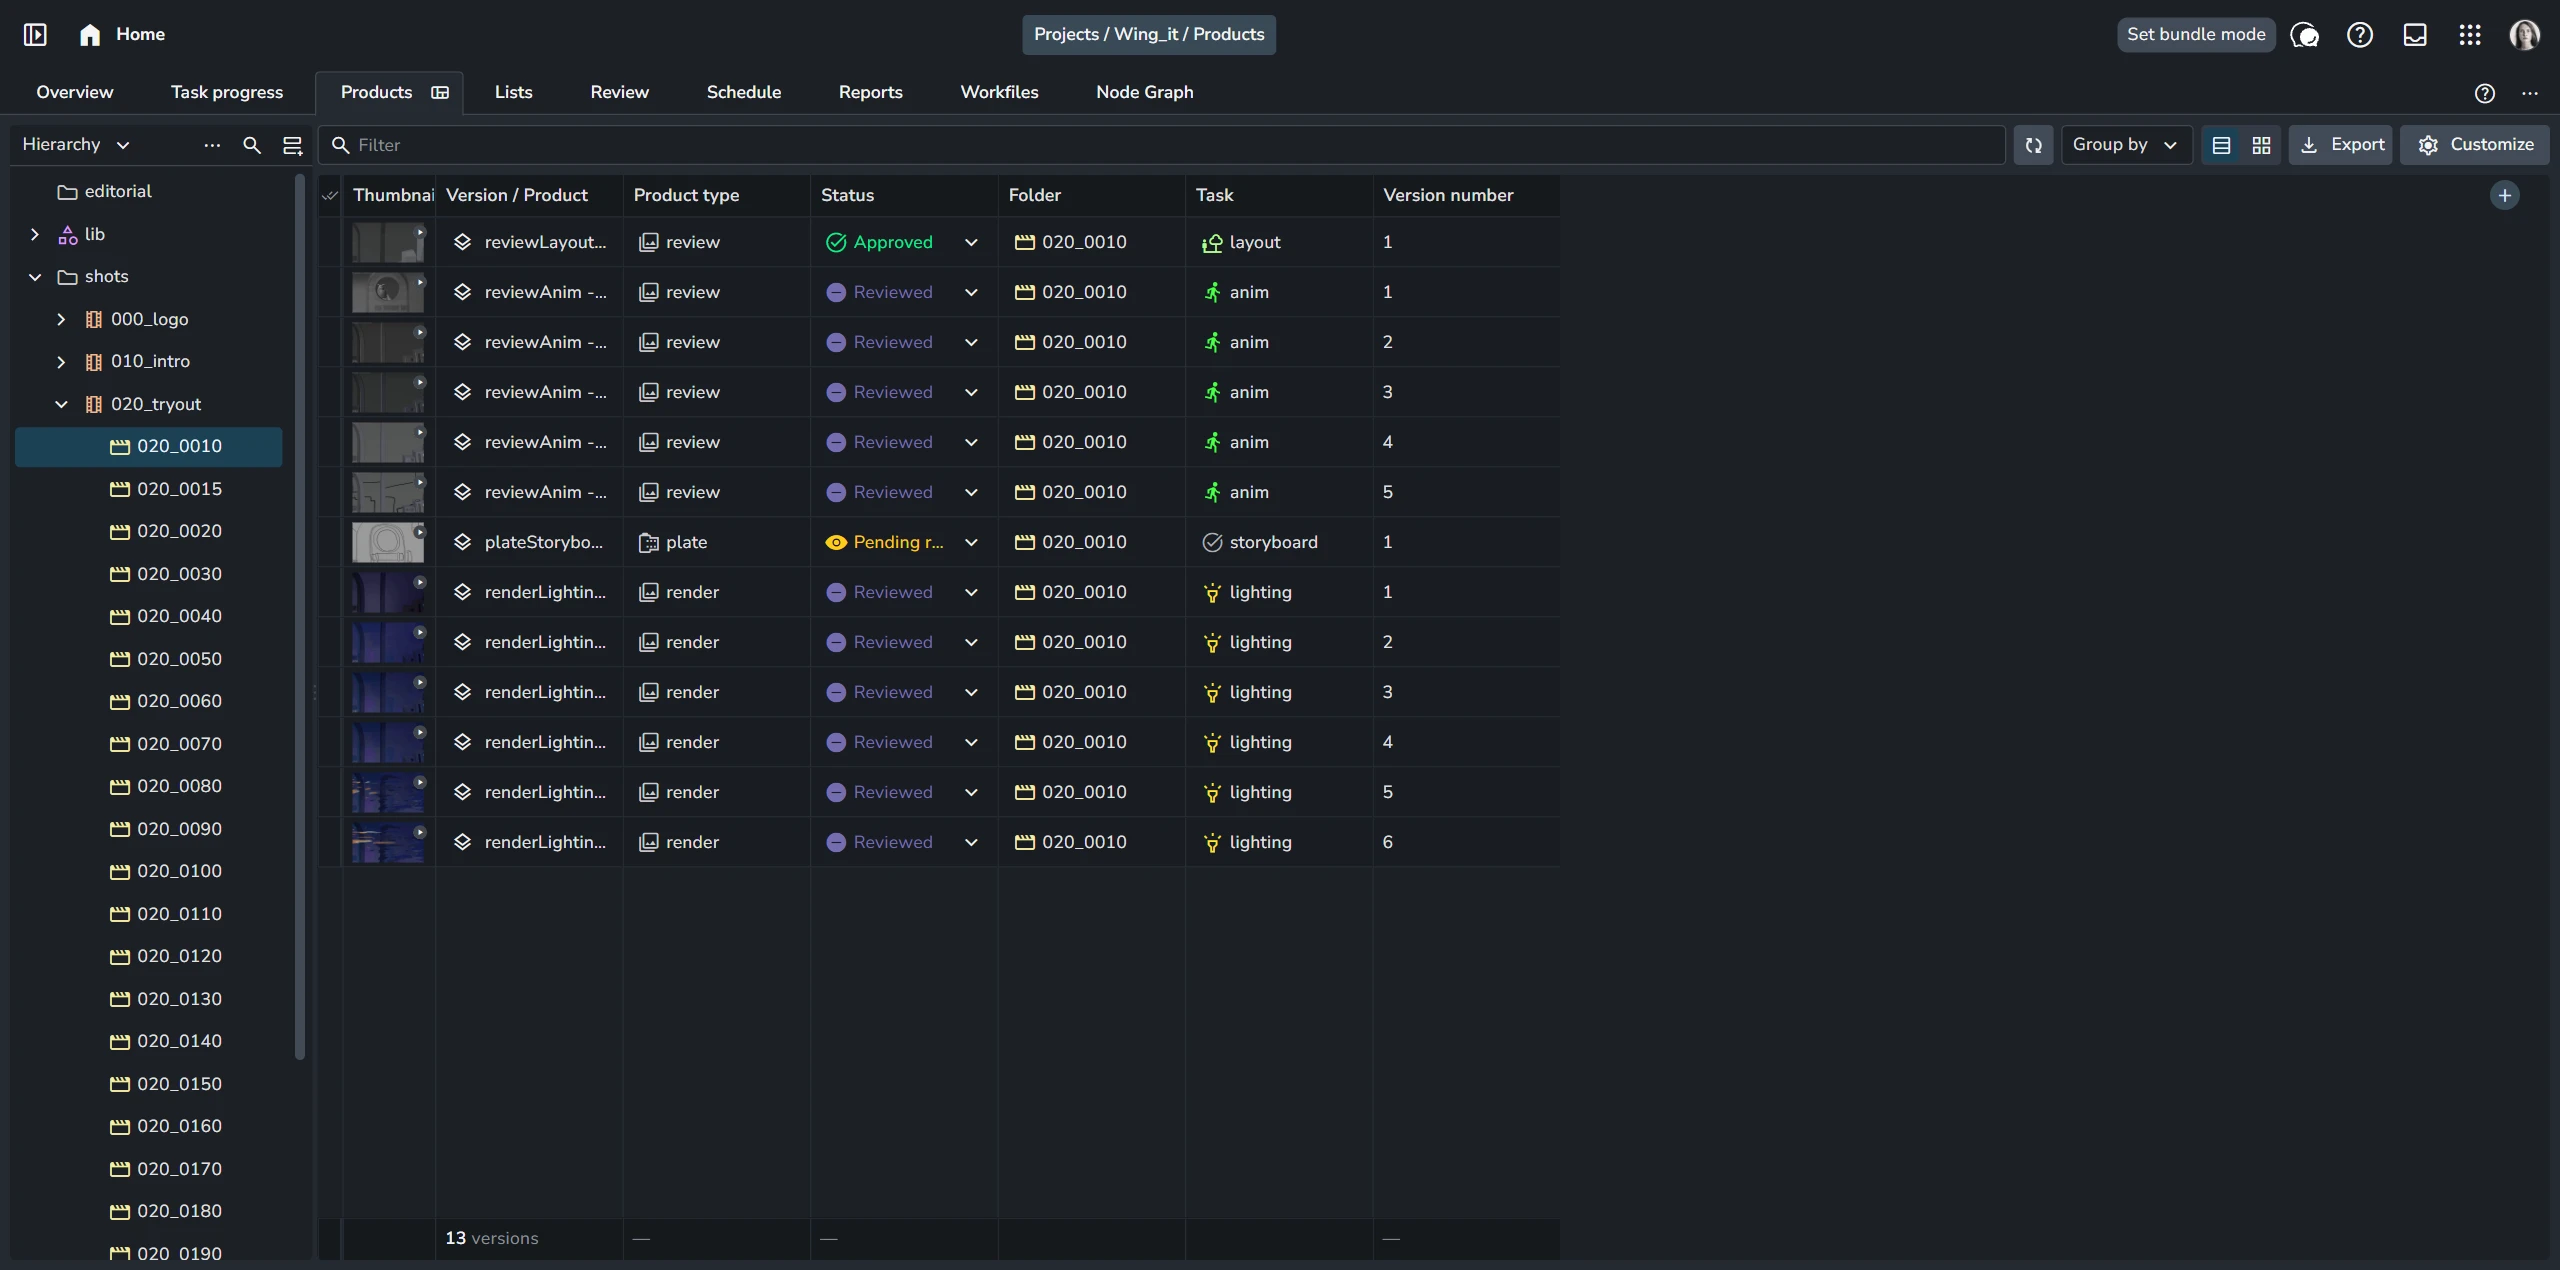 Home
Projects / Wing_it / Products
Set bundle mode
Overview
Task progress
Products
Lists
Review
Schedule
Reports
Workfiles
Node Graph
Hierarchy
Filter
Group by
Export
Customize
editorial
lib
shots
000_logo
010_intro
020_tryout
020_0010
020_0015
020_0020
020_0030
020_0040
020_0050
020_0060
020_0070
020_0080
020_0090
020_0100
020_0110
020_0120
020_0130
020_0140
020_0150
020_0160
020_0170
020_0180
020_0190
Thumbnai Version / Product Product type Status Folder Task Version number
reviewLayout... review Approved 020_0010 layout 1
reviewAnim -... review Reviewed 020_0010 anim 1
reviewAnim -... review Reviewed 020_0010 anim 2
reviewAnim -... review Reviewed 020_0010 anim 3
reviewAnim -... review Reviewed 020_0010 anim 4
reviewAnim -... review Reviewed 020_0010 anim 5
plateStorybo... plate Pending r... 020_0010 storyboard 1
renderLightin... render Reviewed 020_0010 lighting 1
renderLightin... render Reviewed 020_0010 lighting 2
renderLightin... render Reviewed 020_0010 lighting 3
renderLightin... render Reviewed 020_0010 lighting 4
renderLightin... render Reviewed 020_0010 lighting 5
renderLightin... render Reviewed 020_0010 lighting 6
13 versions — — —